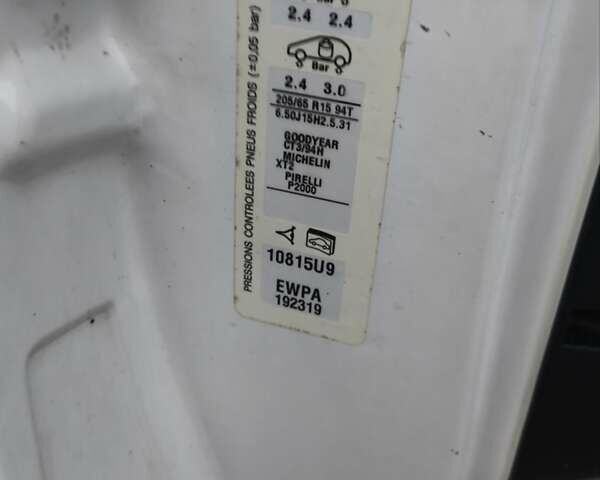 2.4 2.4
Bar
2.4 3.0
205/65 R15 94T
6.50J15H2.5.31
GOODYEAR
CT3/94H
MICHELIN
XT2
PIRELLI
P2000
10815U9
EWPA
192319
PRESSIONS CONTROLEES PNEUS FROIDS (±0,05 bar)